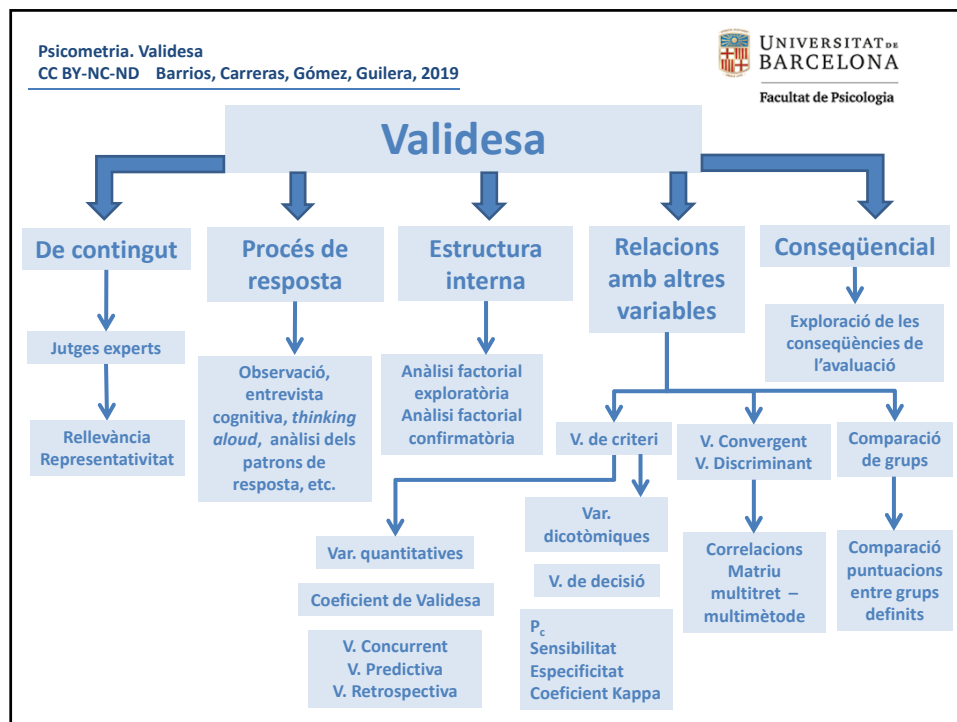 Psicometria. Validesa
CC BY-NC-ND Barrios, Carreras, Gómez, Guilera, 2019
UNIVERSITAT DE
BARCELONA
Facultat de Psicologia
Validesa
De contingut
Jutges experts
Rellevància
Representativitat
Procés de
resposta
Observació,
entrevista
cognitiva, thinking
aloud, anàlisi dels
patrons de
resposta, etc.
Estructura
interna
Anàlisi factorial
exploratòria
Anàlisi factorial
confirmatòria
Relacions
amb altres
variables
V. de criteri
Var. quantitatives
Coeficient de Validesa
V. Concurrent
V. Predictiva
V. Retrospectiva
Var.
dicotòmiques
V. de decisió
Pc
Sensibilitat
Especificitat
Coeficient Kappa
V. Convergent
V. Discriminant
Correlacions
Matriu
multitret –
multimètode
Comparació
de grups
Comparació
puntuacions
entre grups
definits
Conseqüencial
Exploració de les
conseqüències de
l’avaluació